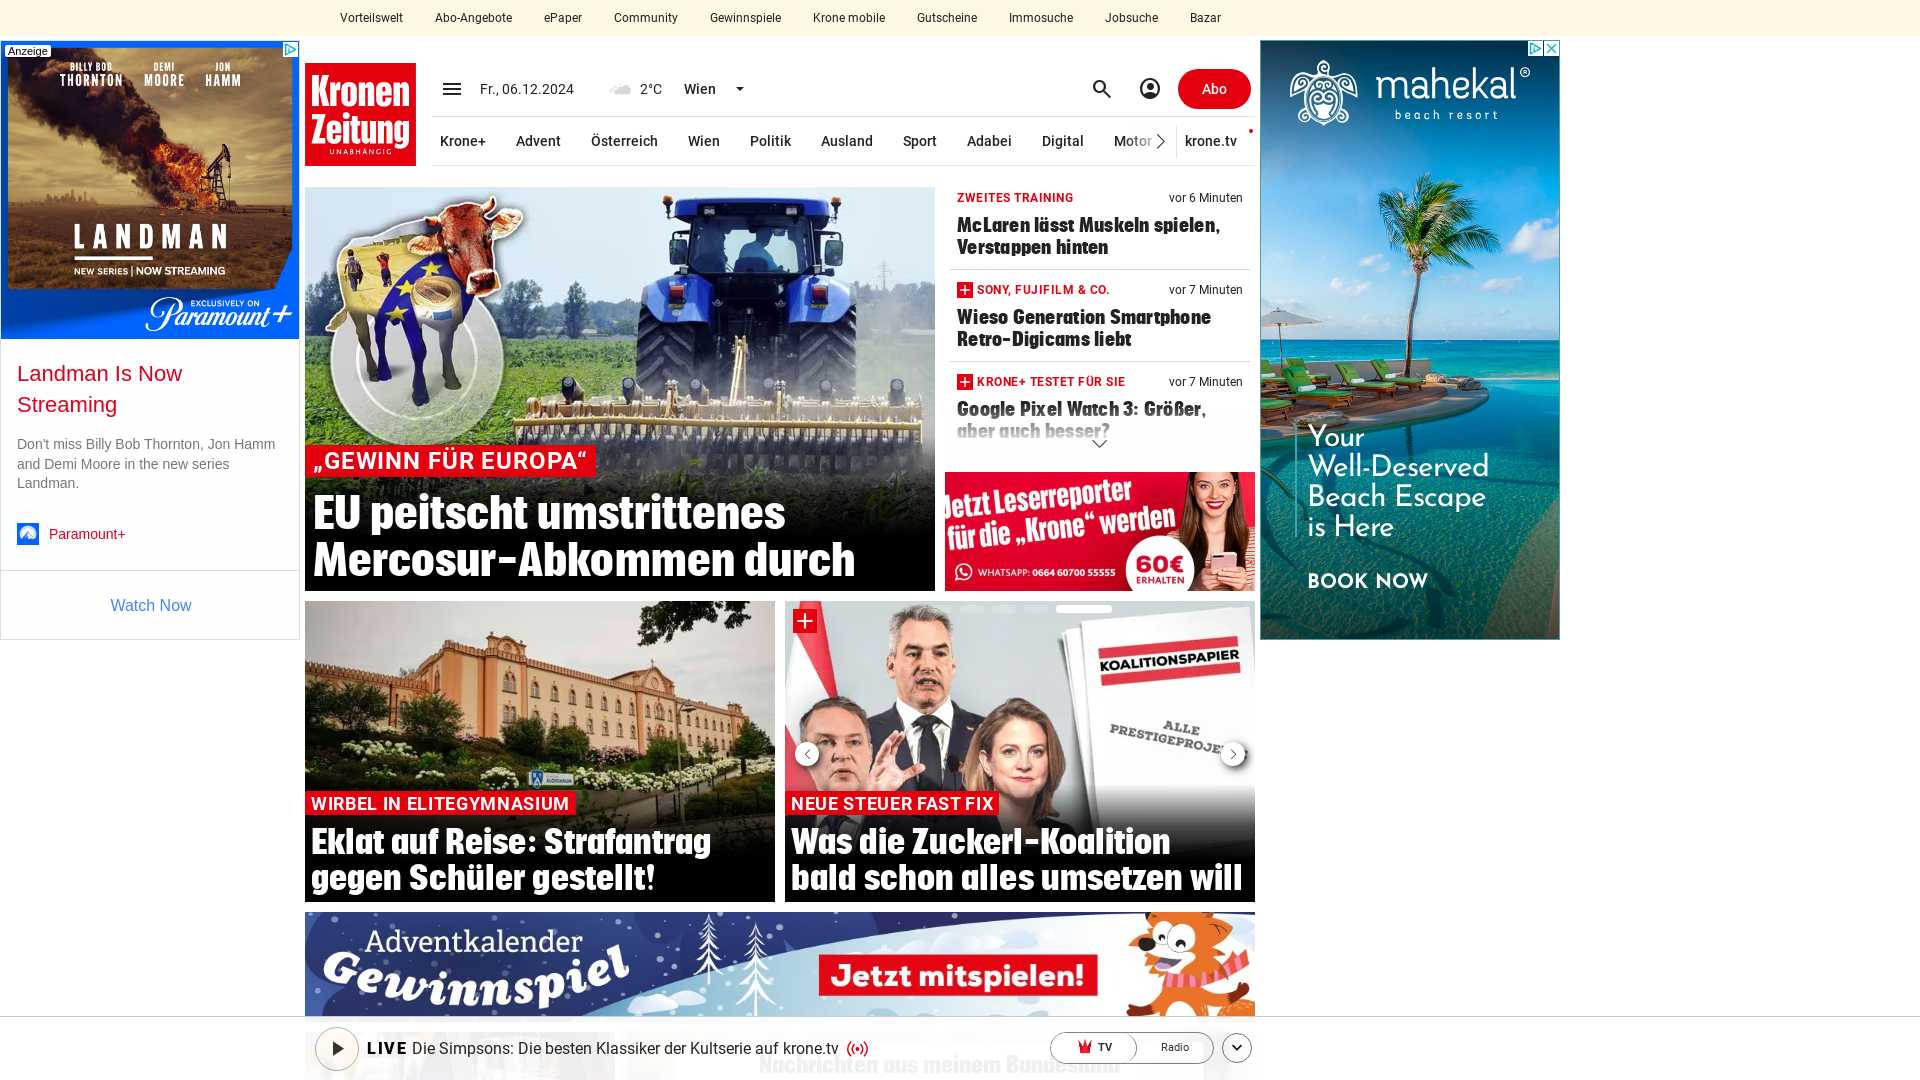 Vorteilswelt
Abo-Angebote
ePaper
Community
Gewinnspiele
Krone mobile
Gutscheine
Immosuche
Jobsuche
Bazar
Anzeige
BILLY BOB THORNTON
DEMI MOORE
JON HAMM
LANDMAN
NEW SERIES | NOW STREAMING
EXCLUSIVELY ON
Paramount+
Landman Is Now
Streaming
Don't miss Billy Bob Thornton, Jon Hamm
and Demi Moore in the new series
Landman.
Paramount+
Watch Now
Kronen
Zeitung
UNABHÄNGIG
Fr., 06.12.2024
2°C
Wien
Abo
Krone+
Advent
Österreich
Wien
Politik
Ausland
Sport
Adabei
Digital
Motor
krone.tv
„GEWINN FÜR EUROPA“
EU peitscht umstrittenes
Mercosur-Abkommen durch
ZWEITES TRAINING
vor 6 Minuten
McLaren lässt Muskeln spielen,
Verstappen hinten
SONY, FUJIFILM & CO.
vor 7 Minuten
Wieso Generation Smartphone
Retro-Digicams liebt
KRONE+ TESTET FÜR SIE
vor 7 Minuten
Google Pixel Watch 3: Größer,
aber auch besser?
Jetzt Leserreporter
für die „Krone“ werden
WHATSAPP: 0664 60700 55555
60€
ERHALTEN
WIRBEL IN ELITEGYMNASIUM
Eklat auf Reise: Strafantrag
gegen Schüler gestellt!
KOALITIONSPAPIER
ALLE
NEUE STEUER FAST FIX
Was die Zuckerl-Koalition
bald schon alles umsetzen will
Adventkalender
Gewinnspiel
Jetzt mitspielen!
LIVE Die Simpsons: Die besten Klassiker der Kultserie auf krone.tv
TV
Radio
Nachrichten aus meinem Bundesland
mahekal®
beach resort
Your
Well-Deserved
Beach Escape
is Here
BOOK NOW